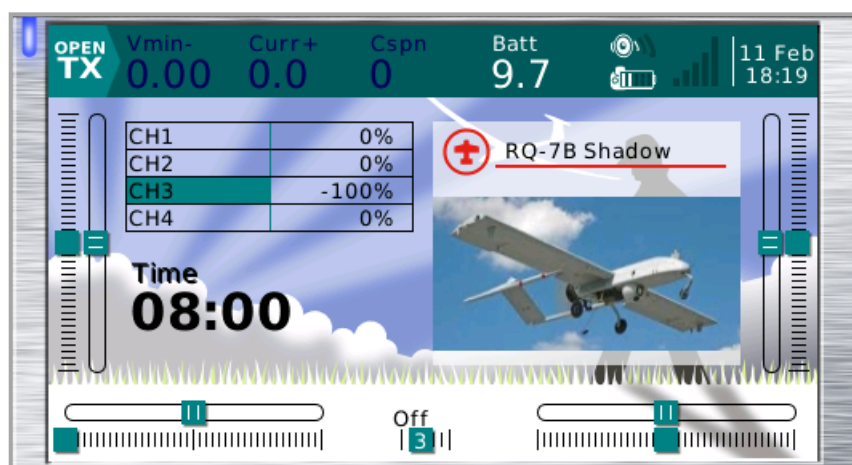 OPEN
TX
Vmin- Curr+ Cspn Batt
0.00 0.0 0 9.7
11 Feb
18:19
CH1 0%
CH2 0%
CH3 -100%
CH4 0%
RQ-7B Shadow
Time
08:00
Off
3